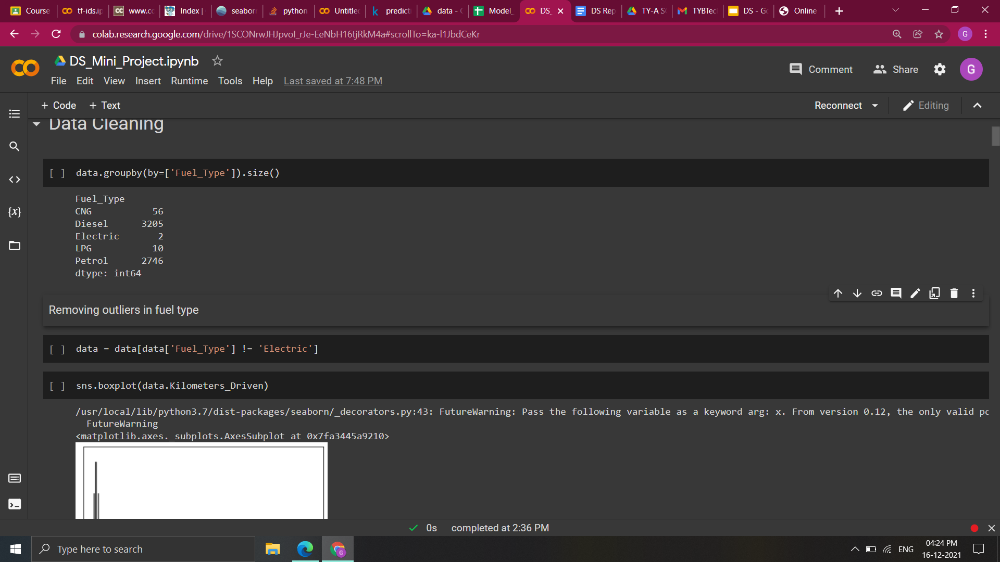 Course
tf-ids.ip
www.cc
Index |
seabor
python
Untitled
predicti
data - G
Model_
DS_
DS Rep
TY-A S
TYBTec
DS - Go
Online
colab.research.google.com/drive/1SCONrwJHJpvoI_rJe-EeNbH16tjRkM4a#scrollTo=ka-l1JbdCeKr
G
DS_Mini_Project.ipynb
Comment
Share
G
File Edit View Insert Runtime Tools Help Last saved at 7:48 PM
+ Code + Text
Reconnect
Editing
Data Cleaning
[ ] data.groupby(by=['Fuel_Type']).size()
Fuel_Type
CNG 56
Diesel 3205
Electric 2
LPG 10
Petrol 2746
dtype: int64
Removing outliers in fuel type
[ ] data = data[data['Fuel_Type'] != 'Electric']
[ ] sns.boxplot(data.Kilometers_Driven)
/usr/local/lib/python3.7/dist-packages/seaborn/_decorators.py:43: FutureWarning: Pass the following variable as a keyword arg: x. From version 0.12, the only valid po
FutureWarning
<matplotlib.axes._subplots.AxesSubplot at 0x7fa3445a9210>
0s completed at 2:36 PM
Type here to search
ENG
04:24 PM
16-12-2021